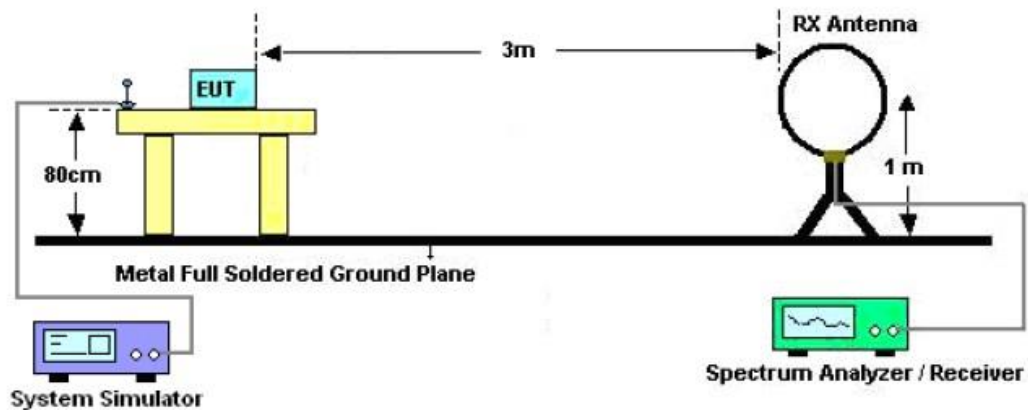 RX Antenna
3m
EUT
80cm
1 m
Metal Full Soldered Ground Plane
System Simulator
Spectrum Analyzer / Receiver